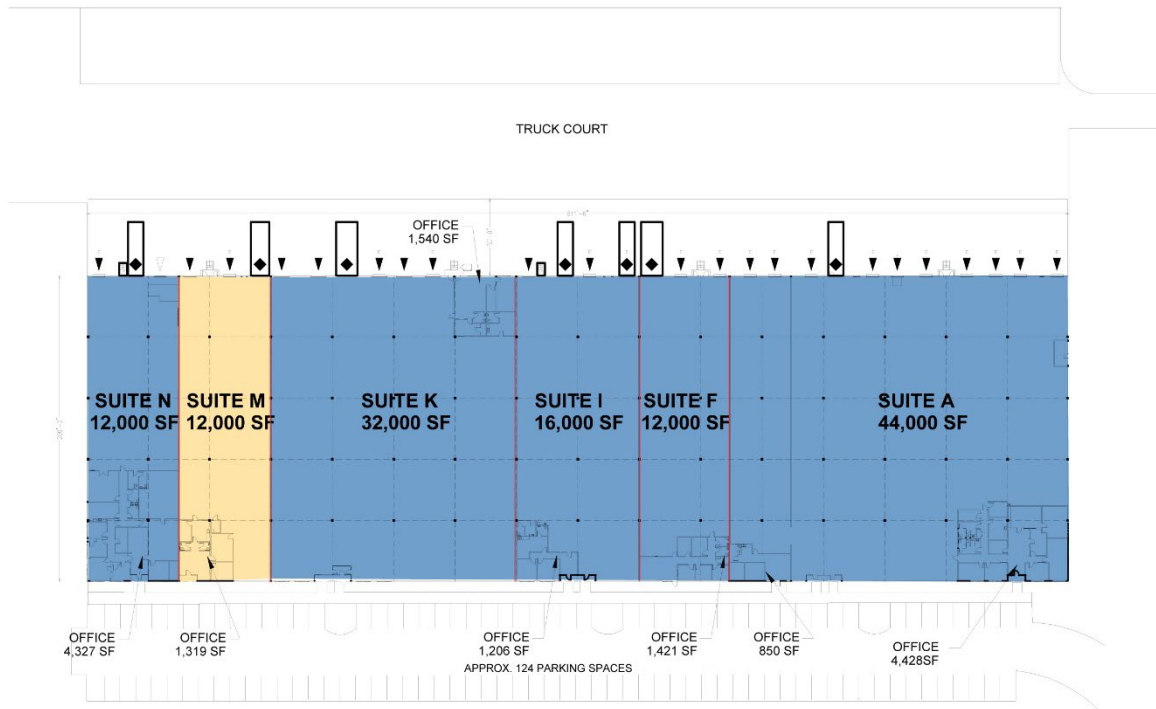 TRUCK COURT
OFFICE
1,540 SF
SUITE N
12,000 SF
SUITE M
12,000 SF
SUITE K
32,000 SF
SUITE I
16,000 SF
SUITE F
12,000 SF
SUITE A
44,000 SF
OFFICE
4,327 SF
OFFICE
1,319 SF
OFFICE
1,206 SF
OFFICE
1,421 SF
OFFICE
850 SF
OFFICE
4,428SF
APPROX. 124 PARKING SPACES